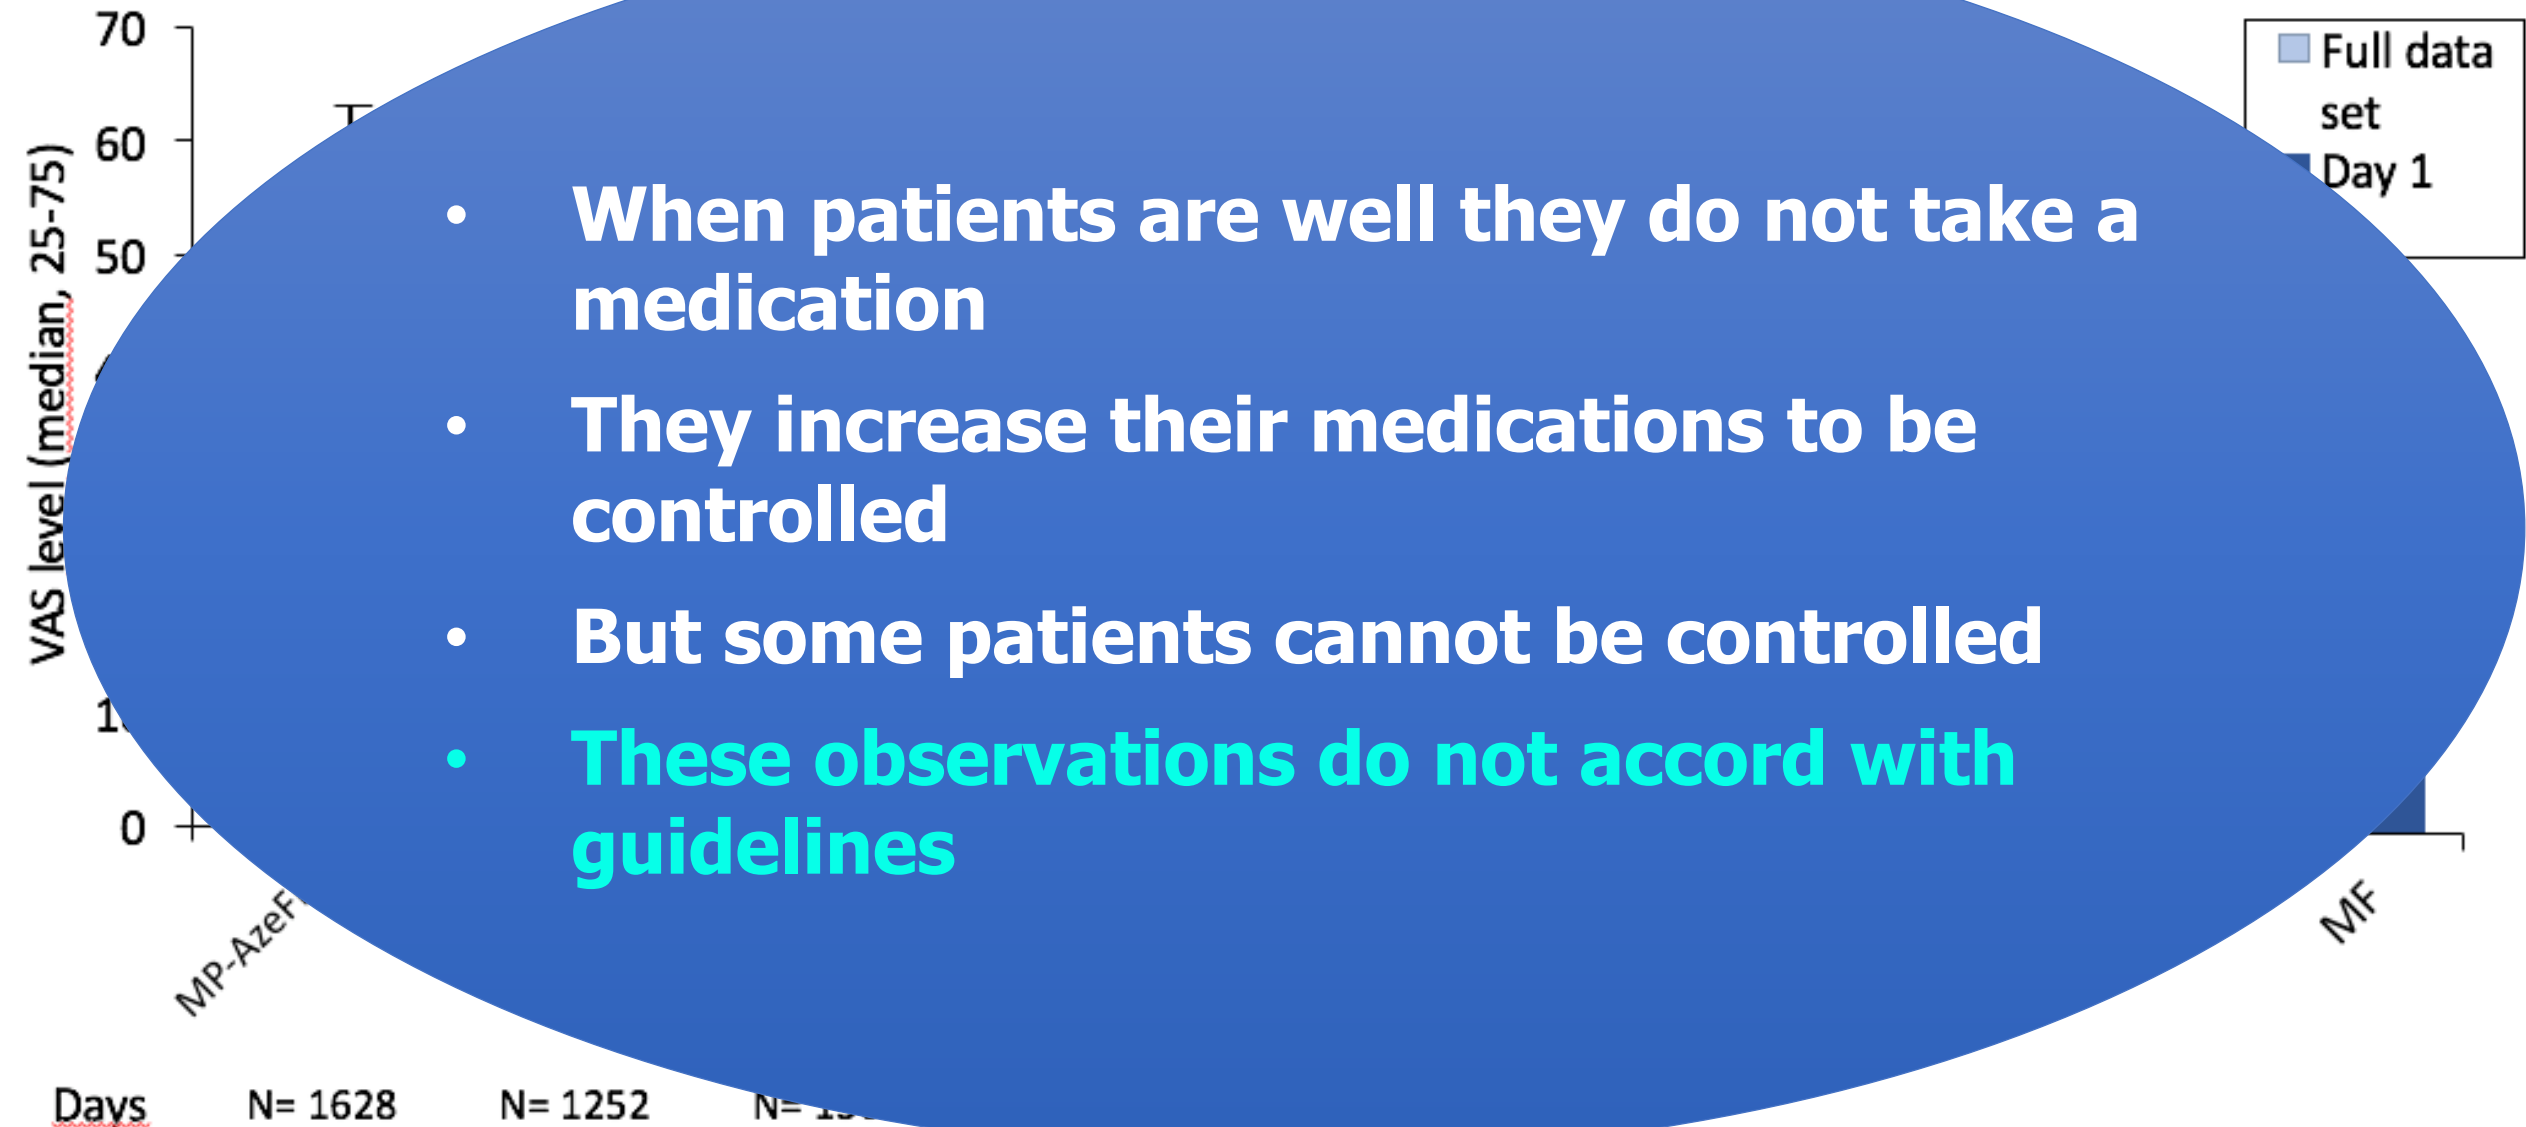 70
60
50
0
VAS level (median, 25-75)
Full data
set
Day 1
• When patients are well they do not take a
medication
• They increase their medications to be
controlled
• But some patients cannot be controlled
• These observations do not accord with
guidelines
MF
Days N= 1628 N= 1252 N=